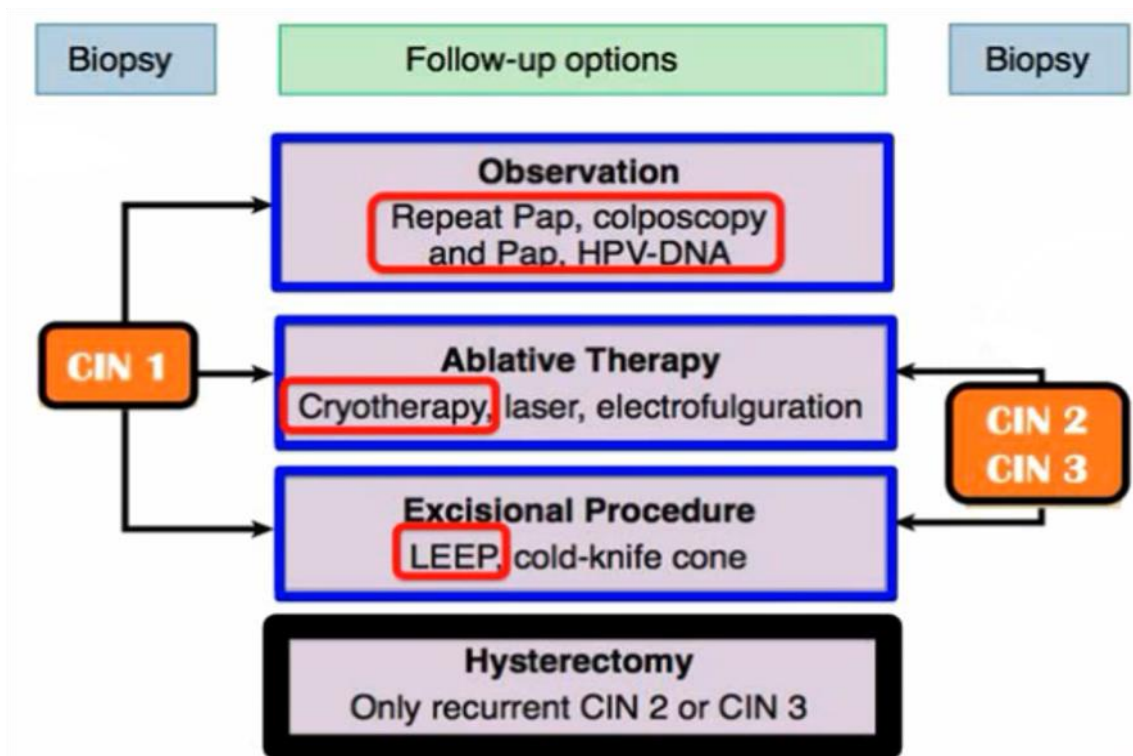 Biopsy
Follow-up options
Biopsy
Observation
Repeat Pap, colposcopy
and Pap, HPV-DNA
CIN 1
Ablative Therapy
Cryotherapy, laser, electrofulguration
CIN 2
CIN 3
Excisional Procedure
LEEP, cold-knife cone
Hysterectomy
Only recurrent CIN 2 or CIN 3